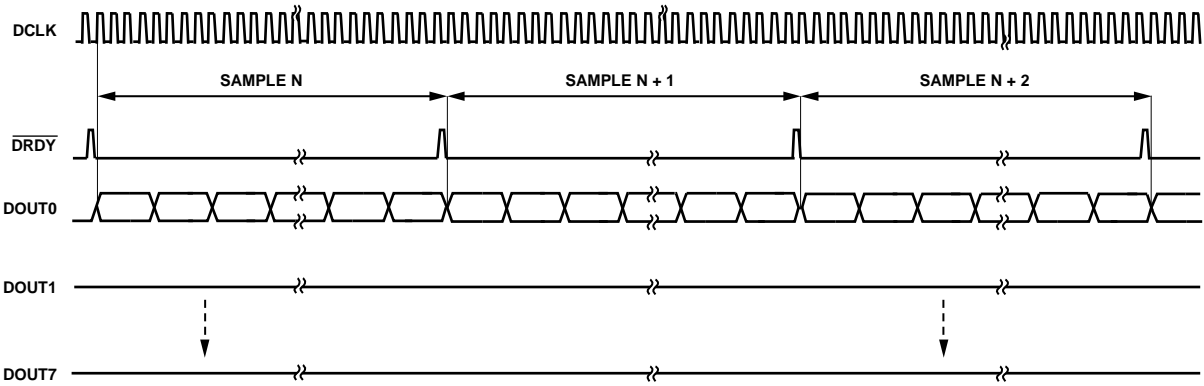 DCLK
SAMPLE N
SAMPLE N + 1
SAMPLE N + 2
DRDY
DOUT0
DOUT1
DOUT7